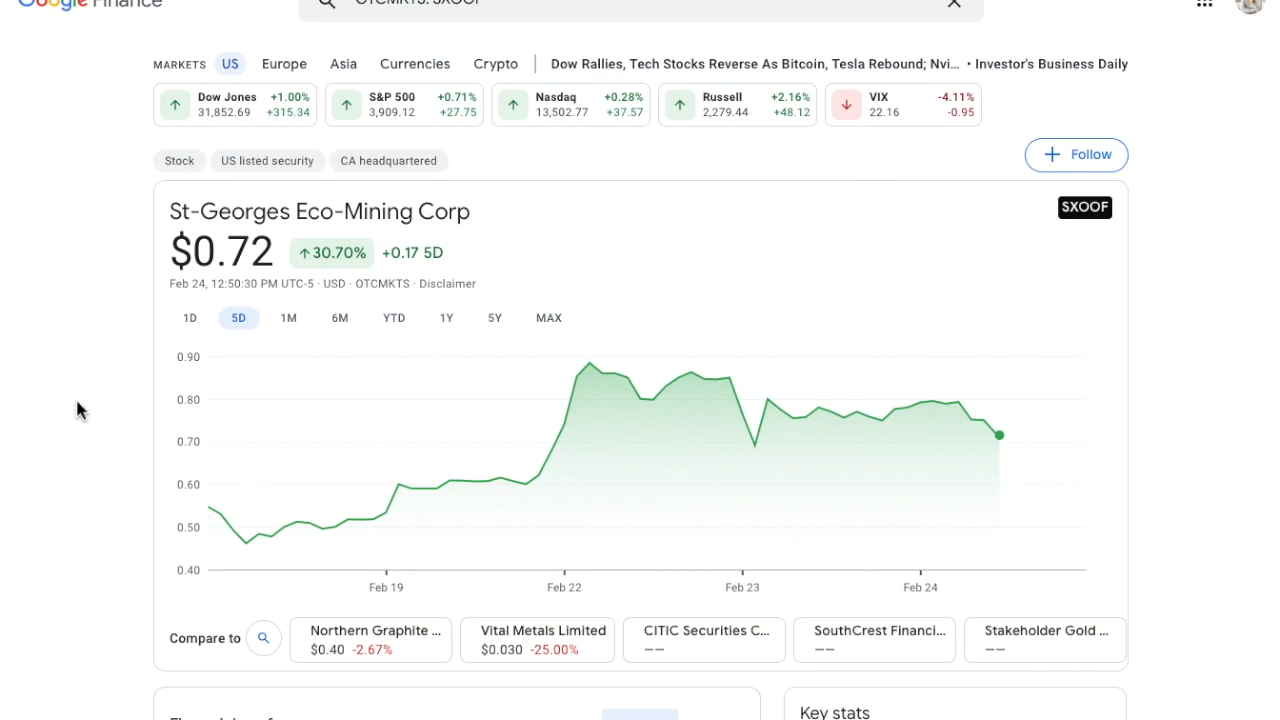 Google Finance
OTCMKTS: SXOOF
MARKETS US Europe Asia Currencies Crypto Dow Rallies, Tech Stocks Reverse As Bitcoin, Tesla Rebound; Nvi... • Investor's Business Daily
Dow Jones +1.00% S&P 500 +0.71% Nasdaq +0.28% Russell +2.16% VIX -4.11%
31,852.69 +315.34 3,909.12 +27.75 13,502.77 +37.57 2,279.44 +48.12 22.16 -0.95
Stock US listed security CA headquartered + Follow
St-Georges Eco-Mining Corp SXOOF
$0.72 ↑30.70% +0.17 5D
Feb 24, 12:50:30 PM UTC-5 · USD · OTCMKTS · Disclaimer
1D 5D 1M 6M YTD 1Y 5Y MAX
0.90
0.80
0.70
0.60
0.50
0.40
Feb 19 Feb 22 Feb 23 Feb 24
Compare to Northern Graphite ... Vital Metals Limited CITIC Securities C... SouthCrest Financi... Stakeholder Gold ...
$0.40 -2.67% $0.030 -25.00% –– –– ––
Key stats